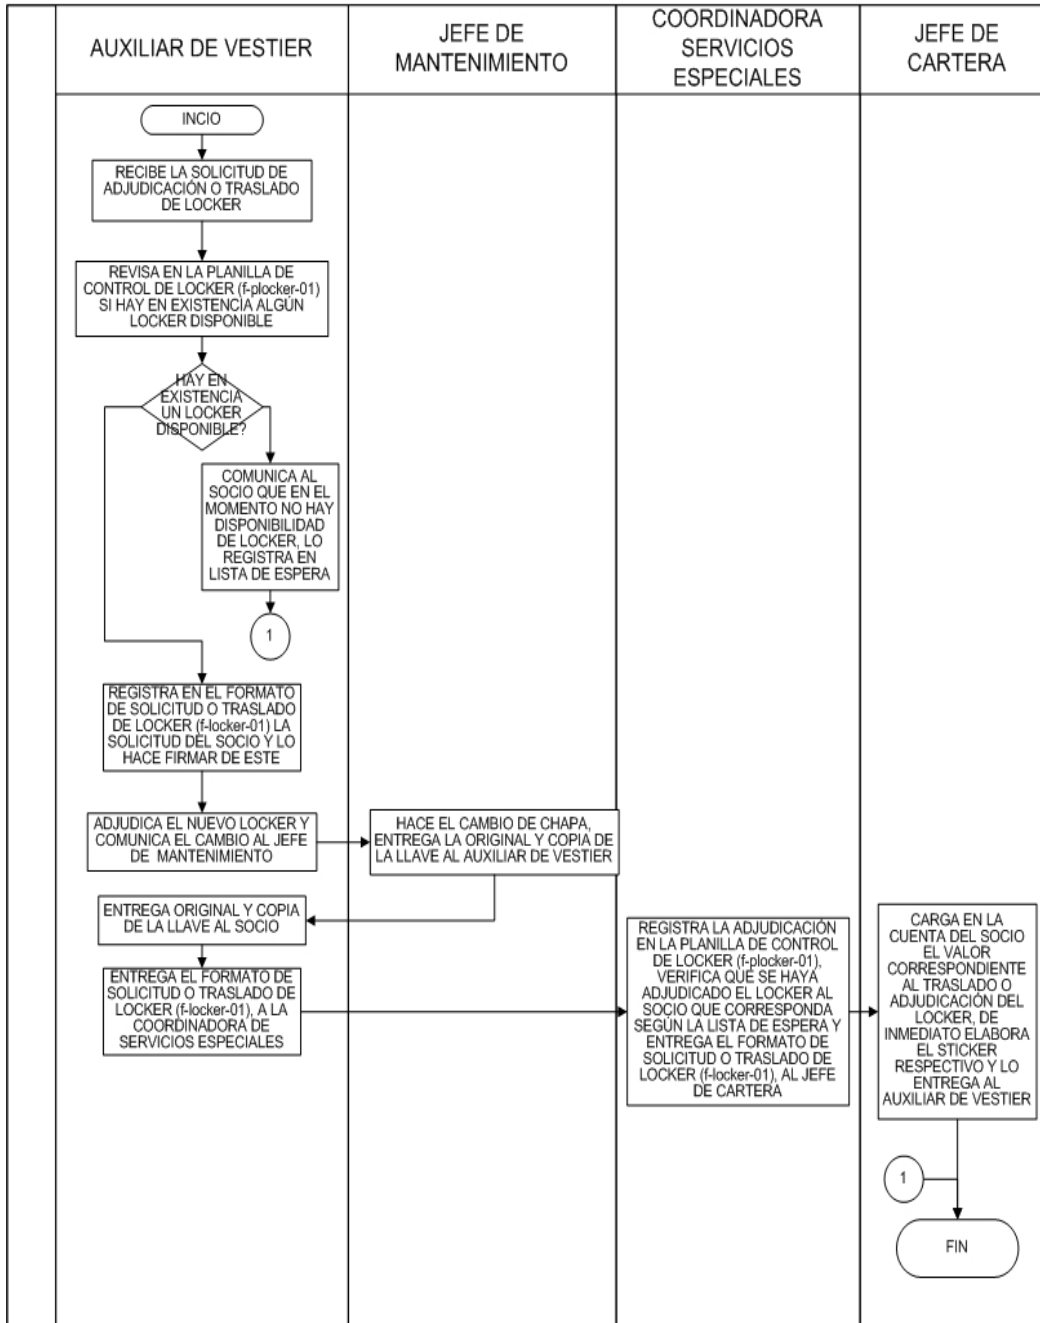 AUXILIAR DE VESTIER
JEFE DE
MANTENIMIENTO
COORDINADORA
SERVICIOS
ESPECIALES
JEFE DE
CARTERA
INCIO
RECIBE LA SOLICITUD DE
ADJUDICACIÓN O TRASLADO
DE LOCKER
REVISA EN LA PLANILLA DE
CONTROL DE LOCKER (f-plocker-01)
SI HAY EN EXISTENCIA ALGÚN
LOCKER DISPONIBLE
HAY EN
EXISTENCIA
UN LOCKER
DISPONIBLE?
COMUNICA AL
SOCIO QUE EN EL
MOMENTO NO HAY
DISPONIBILIDAD
DE LOCKER, LO
REGISTRA EN
LISTA DE ESPERA
1
REGISTRA EN EL FORMATO
DE SOLICITUD O TRASLADO
DE LOCKER (f-locker-01) LA
SOLICITUD DEL SOCIO Y LO
HACE FIRMAR DE ESTE
ADJUDICA EL NUEVO LOCKER Y
COMUNICA EL CAMBIO AL JEFE
DE MANTENIMIENTO
HACE EL CAMBIO DE CHAPA,
ENTREGA LA ORIGINAL Y COPIA DE
LA LLAVE AL AUXILIAR DE VESTIER
ENTREGA ORIGINAL Y COPIA
DE LA LLAVE AL SOCIO
ENTREGA EL FORMATO DE
SOLICITUD O TRASLADO DE
LOCKER (f-locker-01), A LA
COORDINADORA DE
SERVICIOS ESPECIALES
REGISTRA LA ADJUDICACIÓN
EN LA PLANILLA DE CONTROL
DE LOCKER (f-plocker-01),
VERIFICA QUE SE HAYA
ADJUDICADO EL LOCKER AL
SOCIO QUE CORRESPONDA
SEGÚN LA LISTA DE ESPERA Y
ENTREGA EL FORMATO DE
SOLICITUD O TRASLADO DE
LOCKER (f-locker-01), AL JEFE
DE CARTERA
CARGA EN LA
CUENTA DEL SOCIO
EL VALOR
CORRESPONDIENTE
AL TRASLADO O
ADJUDICACIÓN DEL
LOCKER, DE
INMEDIATO ELABORA
EL STICKER
RESPECTIVO Y LO
ENTREGA AL
AUXILIAR DE VESTIER
1
FIN